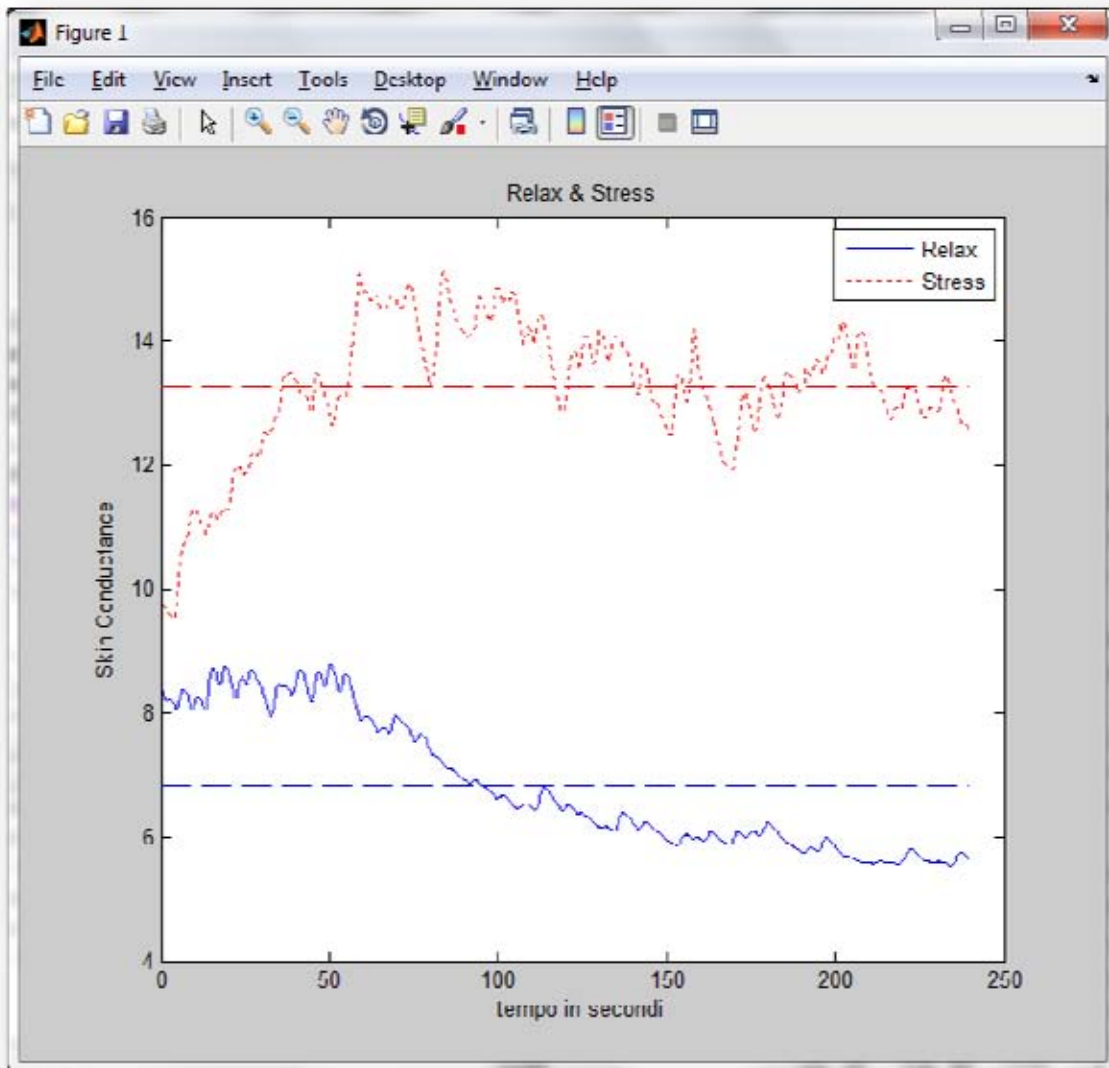 Figure 1
File Edit View Insert Tools Desktop Window Help
Relax & Stress
16
14
12
10
8
6
4
Skin Conductance
0 50 100 150 200 250
tempo in secondi
Relax
Stress